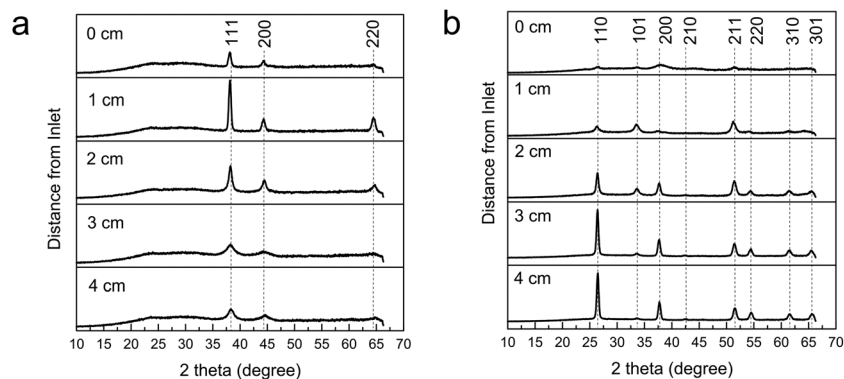 a
Distance from Inlet
111
200
220
0 cm
1 cm
2 cm
3 cm
4 cm
10 15 20 25 30 35 40 45 50 55 60 65 70
2 theta (degree)
b
Distance from Inlet
110
101
200
210
211
220
310
301
0 cm
1 cm
2 cm
3 cm
4 cm
10 15 20 25 30 35 40 45 50 55 60 65 70
2 theta (degree)